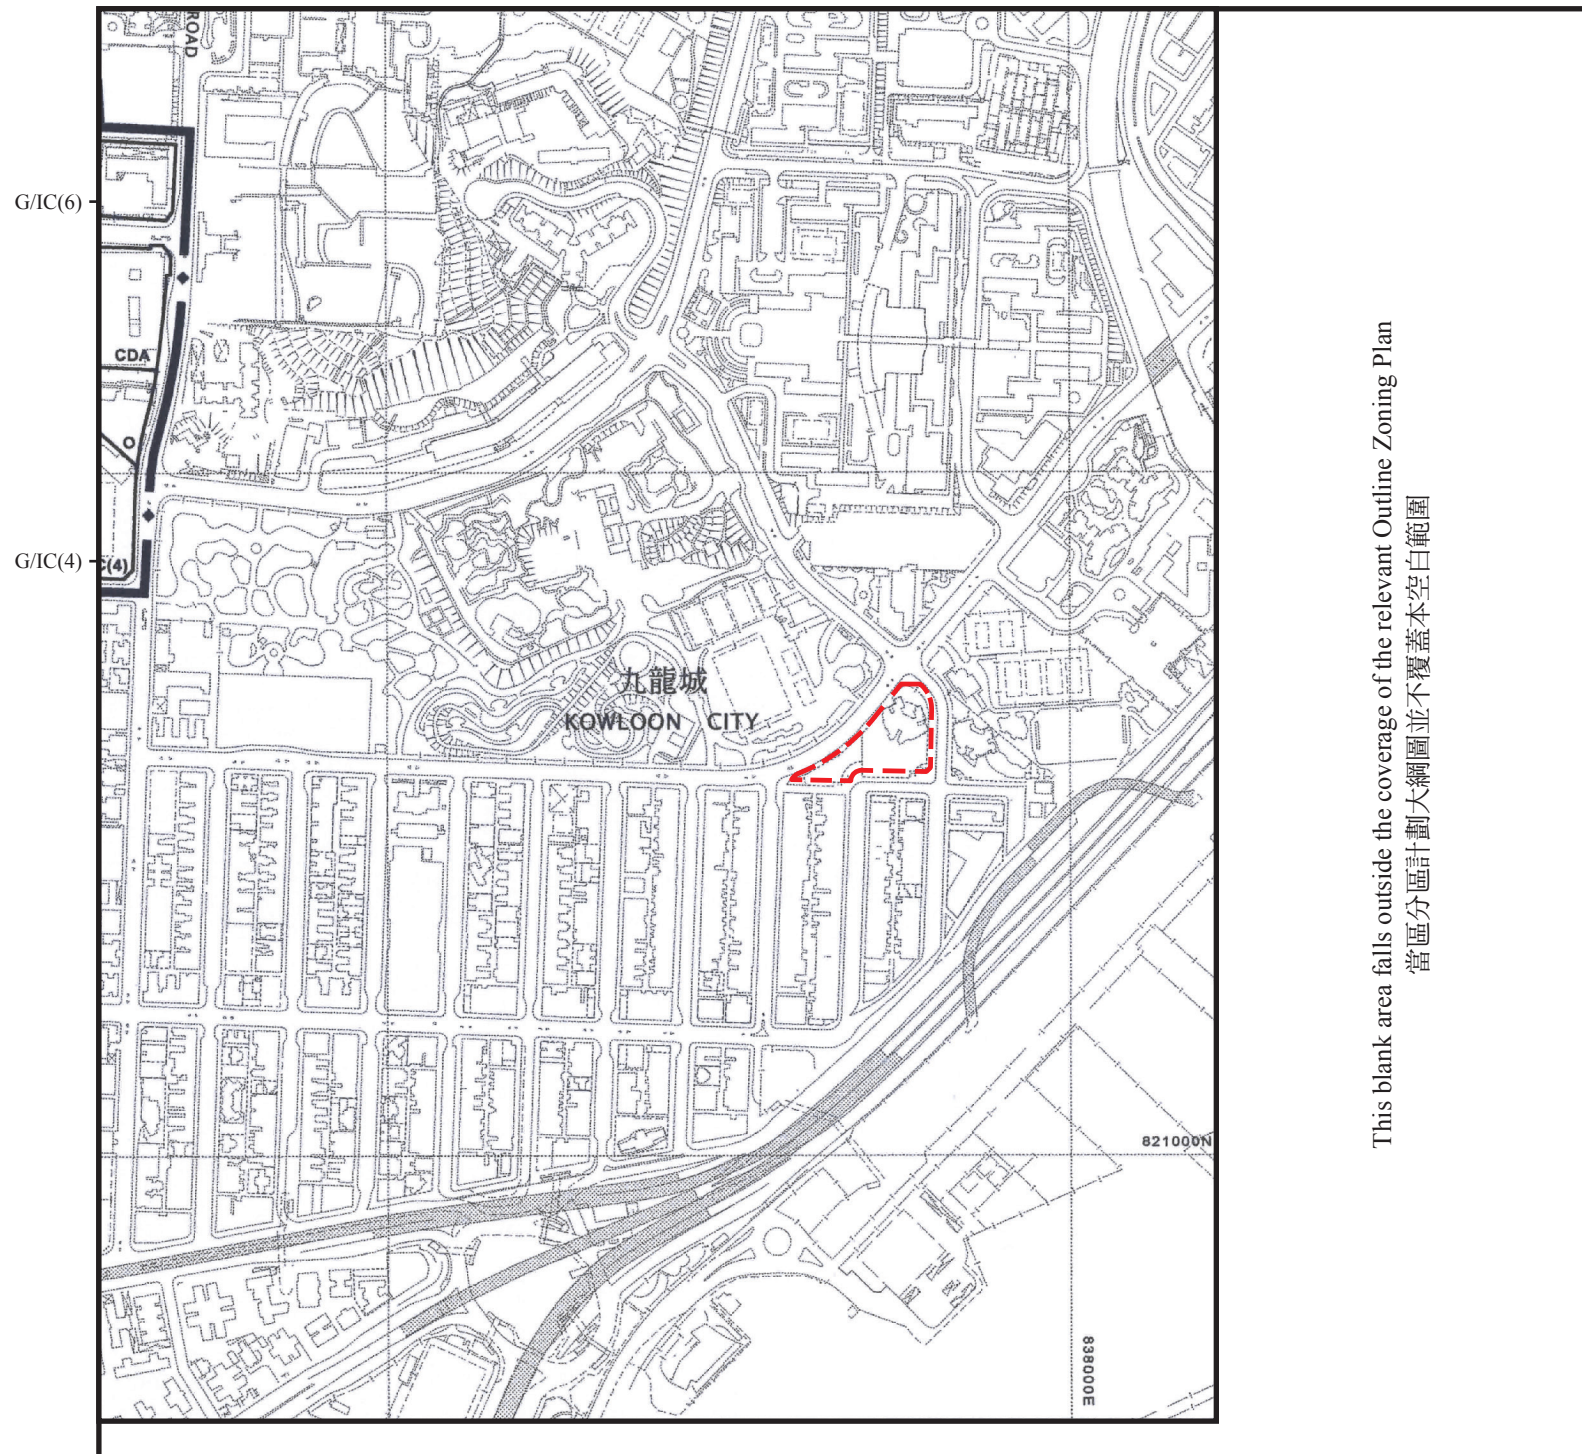 ROAD
G/IC(6)
CDA
O
G/IC(4)
C(4)
九龍城
KOWLOON CITY
821000N
838000E
This blank area falls outside the coverage of the relevant Outline Zoning Plan
當區分區計劃大綱圖並不覆蓋本空白範圍